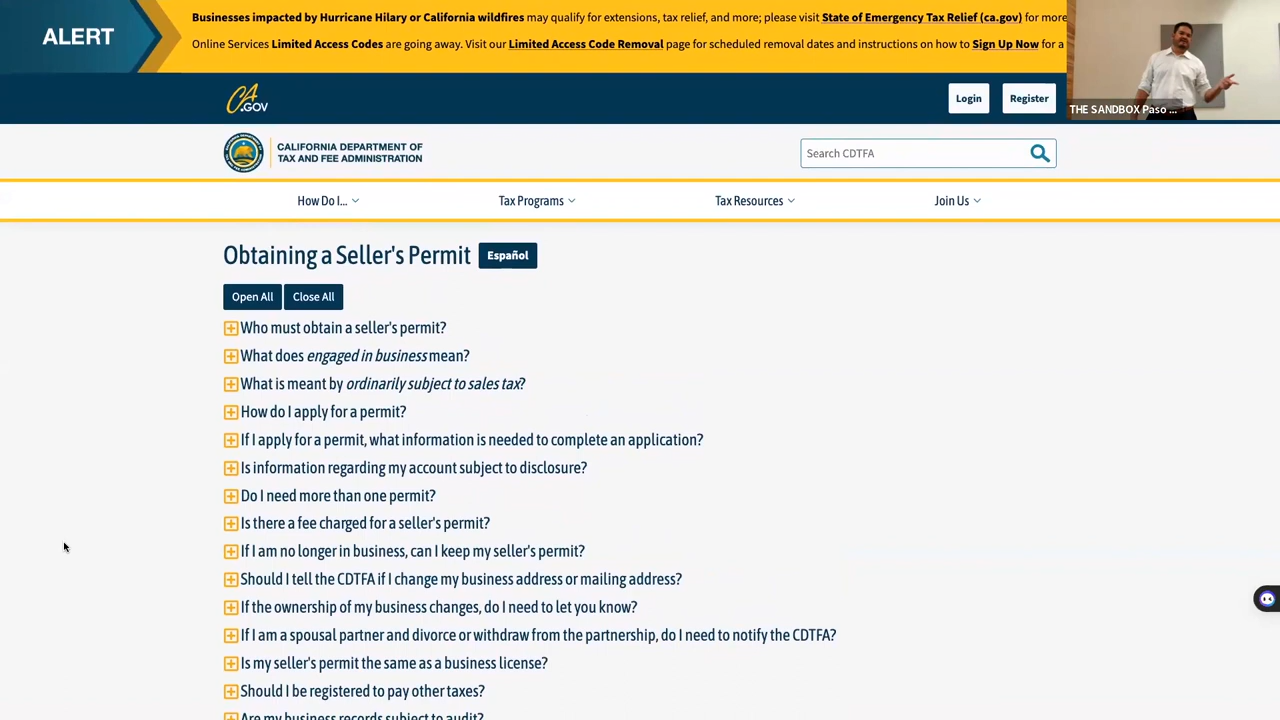 ALERT
Businesses impacted by Hurricane Hilary or California wildfires may qualify for extensions, tax relief, and more; please visit State of Emergency Tax Relief (ca.gov) for more
Online Services Limited Access Codes are going away. Visit our Limited Access Code Removal page for scheduled removal dates and instructions on how to Sign Up Now for a
THE SANDBOX Paso ...
CA
.GOV
Login
Register
CALIFORNIA DEPARTMENT OF
TAX AND FEE ADMINISTRATION
Search CDTFA
How Do I...
Tax Programs
Tax Resources
Join Us
Obtaining a Seller's Permit
Español
Open All
Close All
Who must obtain a seller's permit?
What does engaged in business mean?
What is meant by ordinarily subject to sales tax?
How do I apply for a permit?
If I apply for a permit, what information is needed to complete an application?
Is information regarding my account subject to disclosure?
Do I need more than one permit?
Is there a fee charged for a seller's permit?
If I am no longer in business, can I keep my seller's permit?
Should I tell the CDTFA if I change my business address or mailing address?
If the ownership of my business changes, do I need to let you know?
If I am a spousal partner and divorce or withdraw from the partnership, do I need to notify the CDTFA?
Is my seller's permit the same as a business license?
Should I be registered to pay other taxes?
Are my business records subject to audit?